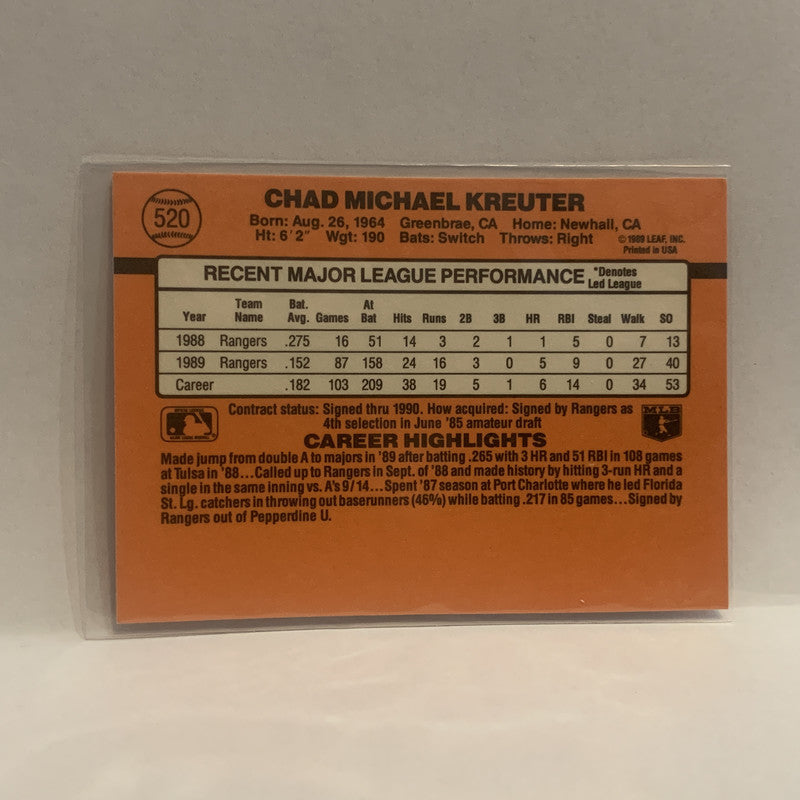 520
CHAD MICHAEL KREUTER
Born: Aug. 26, 1964 Greenbrae, CA Home: Newhall, CA
Ht: 6'2" Wgt: 190 Bats: Switch Throws: Right
© 1989 LEAF, INC.
Printed in USA
RECENT MAJOR LEAGUE PERFORMANCE *Denotes Led League
Year Team Name Bat. Avg. Games At Bat Hits Runs 2B 3B HR RBI Steal Walk SO
1988 Rangers .275 16 51 14 3 2 1 1 5 0 7 13
1989 Rangers .152 87 158 24 16 3 0 5 9 0 27 40
Career .182 103 209 38 19 5 1 6 14 0 34 53
Contract status: Signed thru 1990. How acquired: Signed by Rangers as
4th selection in June '85 amateur draft
MLB
CAREER HIGHLIGHTS
Made jump from double A to majors in '89 after batting .265 with 3 HR and 51 RBI in 108 games
at Tulsa in '88...Called up to Rangers in Sept. of '88 and made history by hitting 3-run HR and a
single in the same inning vs. A's 9/14...Spent '87 season at Port Charlotte where he led Florida
St. Lg. catchers in throwing out baserunners (46%) while batting .217 in 85 games...Signed by
Rangers out of Pepperdine U.